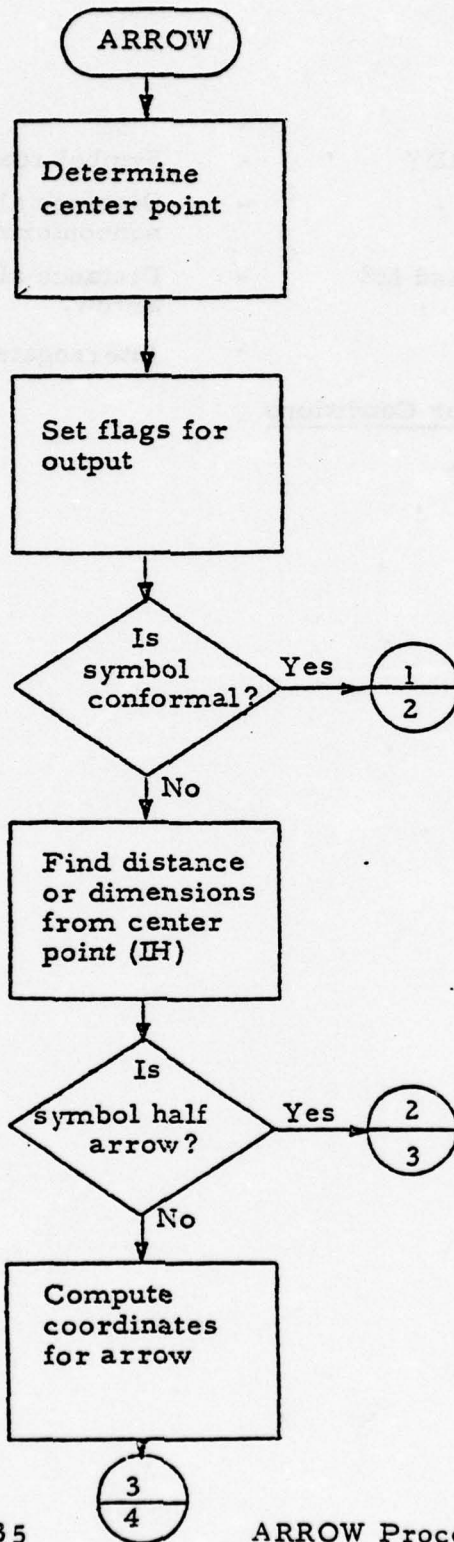 ARROW
Determine
center point
Set flags for
output
Is
symbol
conformal?
Yes
1
2
No
Find distance
or dimensions
from center
point (IH)
Is
symbol half
arrow?
Yes
2
3
No
Compute
coordinates
for arrow
3
4
35
ARROW Proce